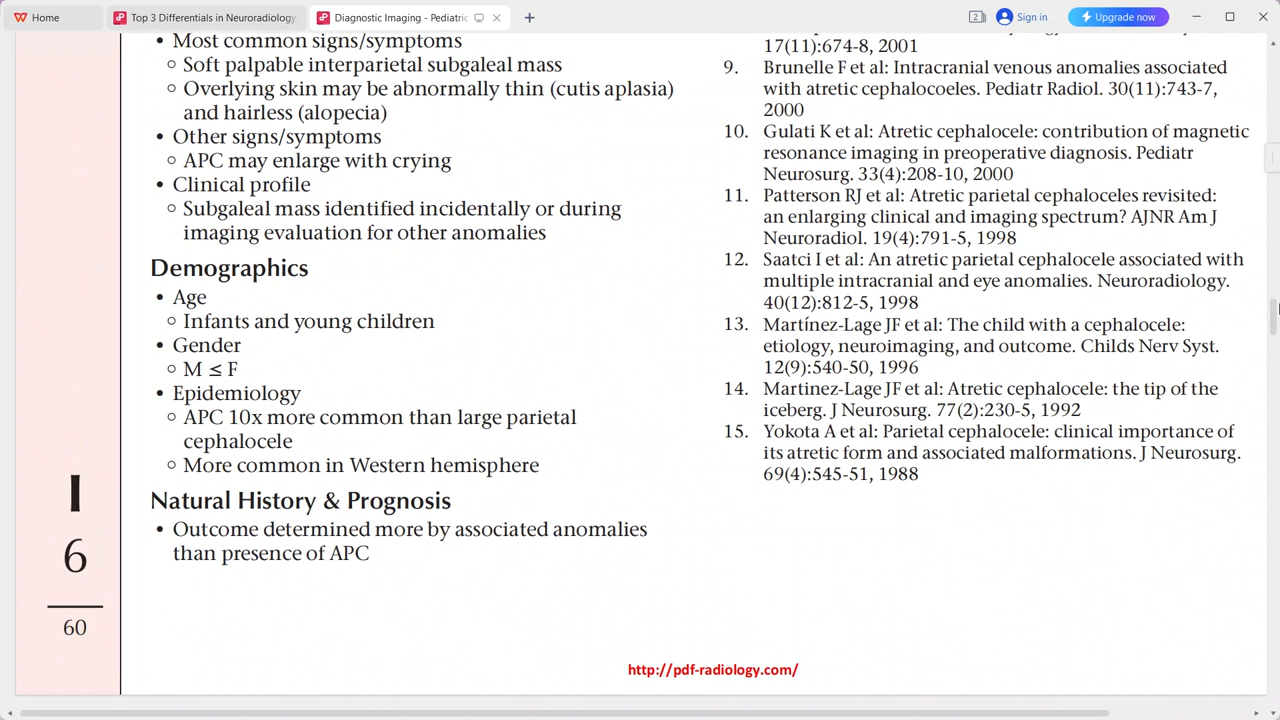 Home
Top 3 Differentials in Neuroradiology.
Diagnostic Imaging - Pediatric
2
Sign in
Upgrade now
• Most common signs/symptoms
○ Soft palpable interparietal subgaleal mass
○ Overlying skin may be abnormally thin (cutis aplasia)
and hairless (alopecia)
• Other signs/symptoms
○ APC may enlarge with crying
• Clinical profile
○ Subgaleal mass identified incidentally or during
imaging evaluation for other anomalies
Demographics
• Age
○ Infants and young children
• Gender
○ M ≤ F
• Epidemiology
○ APC 10x more common than large parietal
cephalocele
○ More common in Western hemisphere
Natural History & Prognosis
• Outcome determined more by associated anomalies
than presence of APC
17(11):674-8, 2001
9. Brunelle F et al: Intracranial venous anomalies associated
with atretic cephalocoeles. Pediatr Radiol. 30(11):743-7,
2000
10. Gulati K et al: Atretic cephalocele: contribution of magnetic
resonance imaging in preoperative diagnosis. Pediatr
Neurosurg. 33(4):208-10, 2000
11. Patterson RJ et al: Atretic parietal cephaloceles revisited:
an enlarging clinical and imaging spectrum? AJNR Am J
Neuroradiol. 19(4):791-5, 1998
12. Saatci I et al: An atretic parietal cephalocele associated with
multiple intracranial and eye anomalies. Neuroradiology.
40(12):812-5, 1998
13. Martínez-Lage JF et al: The child with a cephalocele:
etiology, neuroimaging, and outcome. Childs Nerv Syst.
12(9):540-50, 1996
14. Martinez-Lage JF et al: Atretic cephalocele: the tip of the
iceberg. J Neurosurg. 77(2):230-5, 1992
15. Yokota A et al: Parietal cephalocele: clinical importance of
its atretic form and associated malformations. J Neurosurg.
69(4):545-51, 1988
I
6
60
http://pdf-radiology.com/